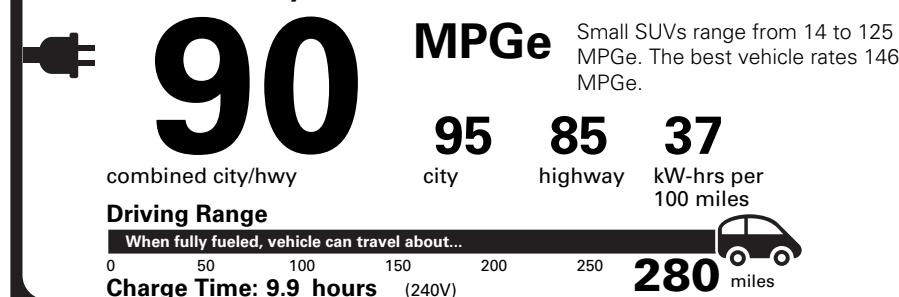 90
MPGe
Small SUVs range from 14 to 125
MPGe. The best vehicle rates 146
MPGe.
95 85 37
combined city/hwy city highway kW-hrs per
100 miles
Driving Range
When fully fueled, vehicle can travel about...
0 50 100 150 200 250 280 miles
Charge Time: 9.9 hours (240V)